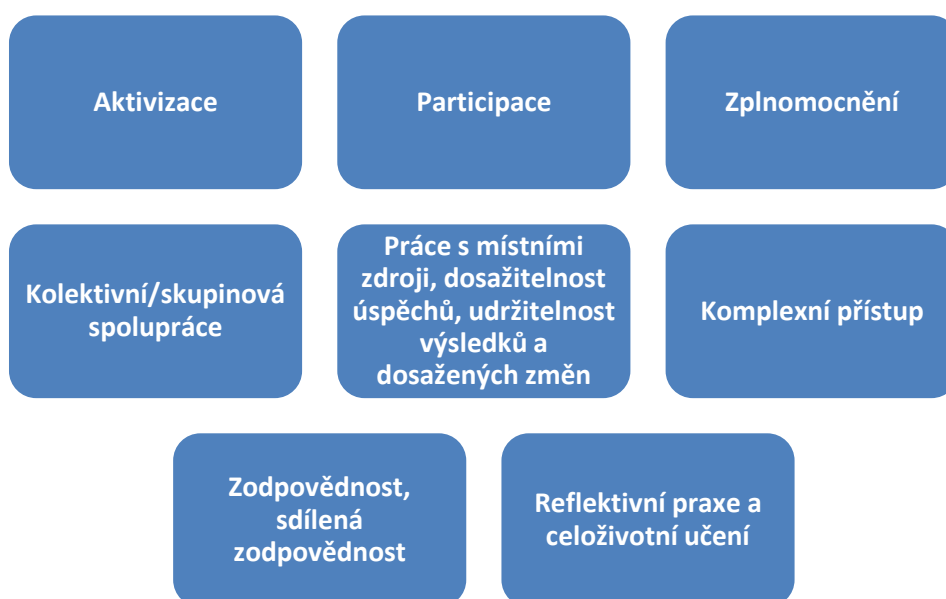 Aktivizace
Participace
Zplnomocnění
Kolektivní/skupinová
spolupráce
Práce s místními
zdroji, dosažitelnost
úspěchů, udržitelnost
výsledků a
dosažených změn
Komplexní přístup
Zodpovědnost,
sdílená
zodpovědnost
Reflektivní praxe a
celoživotní učení